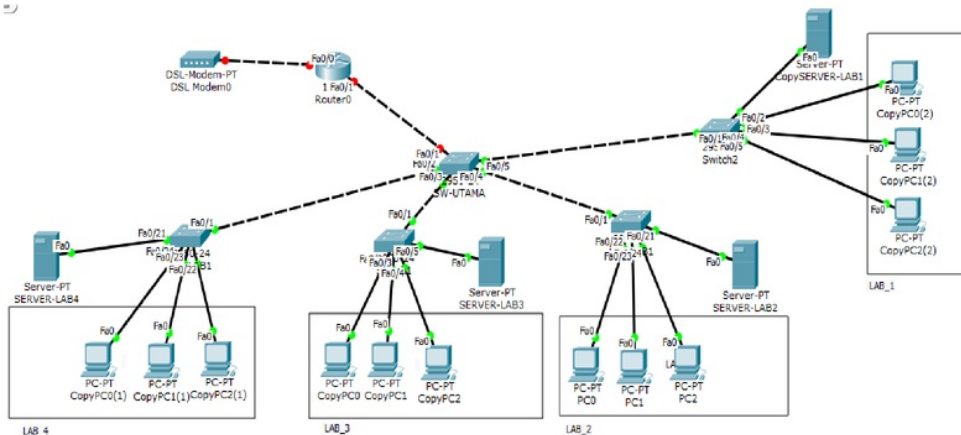 DSL-Modem-PT
DSL Modem0
Fa0/0
1 Fa0/1
Router0
Fa0
Server-PT
CopySERVER-LAB1
Fa0/2
Fa0/3
Fa0/5
Switch2
Fa0
PC-PT
CopyPC0(2)
Fa0
PC-PT
CopyPC1(2)
Fa0
PC-PT
CopyPC2(2)
LAB_1
Fa0/1
Fa0/2
Fa0/3
Fa0/4
Fa0/5
SW-UTAMA
Fa0/1
Fa0/21
Fa0/23
Fa0/22
Fa0
Server-PT
SERVER-LAB4
Fa0
Fa0
Fa0
PC-PT
CopyPC0(1)
PC-PT
CopyPC1(1)
PC-PT
CopyPC2(1)
LAB_4
Fa0/1
Fa0/5
Fa0
Server-PT
SERVER-LAB3
Fa0
Fa0
Fa0
PC-PT
CopyPC0
PC-PT
CopyPC1
PC-PT
CopyPC2
LAB_3
Fa0/1
Fa0/22
Fa0/21
Fa0/23
Fa0
Server-PT
SERVER-LAB2
Fa0
Fa0
Fa0
PC-PT
PC0
PC-PT
PC1
PC-PT
PC2
LAB_2